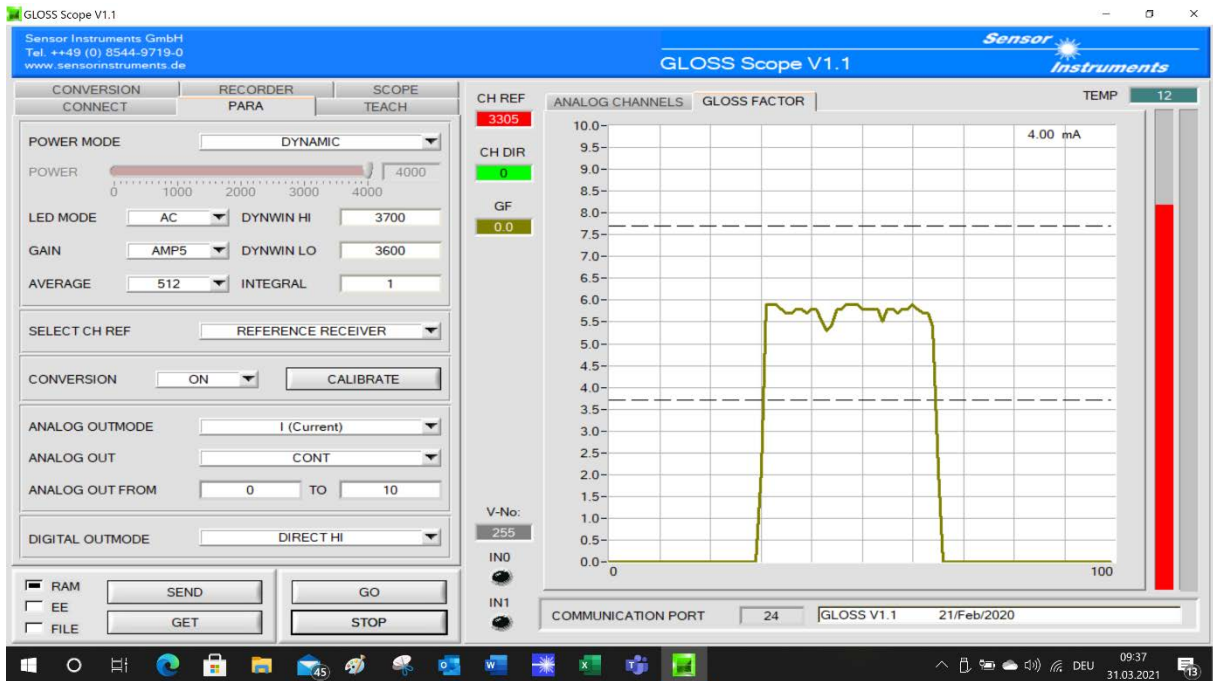 GLOSS Scope V1.1
Sensor Instruments GmbH
Tel. ++49 (0) 8544-9719-0
www.sensorinstruments.de
GLOSS Scope V1.1
Sensor
Instruments
CONVERSION RECORDER SCOPE
CONNECT PARA TEACH
POWER MODE DYNAMIC
POWER 4000
0 1000 2000 3000 4000
LED MODE AC DYNWIN HI 3700
GAIN AMP5 DYNWIN LO 3600
AVERAGE 512 INTEGRAL 1
SELECT CH REF REFERENCE RECEIVER
CONVERSION ON CALIBRATE
ANALOG OUTMODE I (Current)
ANALOG OUT CONT
ANALOG OUT FROM 0 TO 10
DIGITAL OUTMODE DIRECT HI
RAM
EE
FILE
SEND GO
GET STOP
CH REF
3305
CH DIR
0
GF
0.0
V-No:
255
IN0
IN1
ANALOG CHANNELS GLOSS FACTOR
TEMP 12
4.00 mA
10.0
9.5
9.0
8.5
8.0
7.5
7.0
6.5
6.0
5.5
5.0
4.5
4.0
3.5
3.0
2.5
2.0
1.5
1.0
0.5
0.0
0 100
COMMUNICATION PORT 24 GLOSS V1.1 21/Feb/2020
45
DEU
09:37
31.03.2021
13